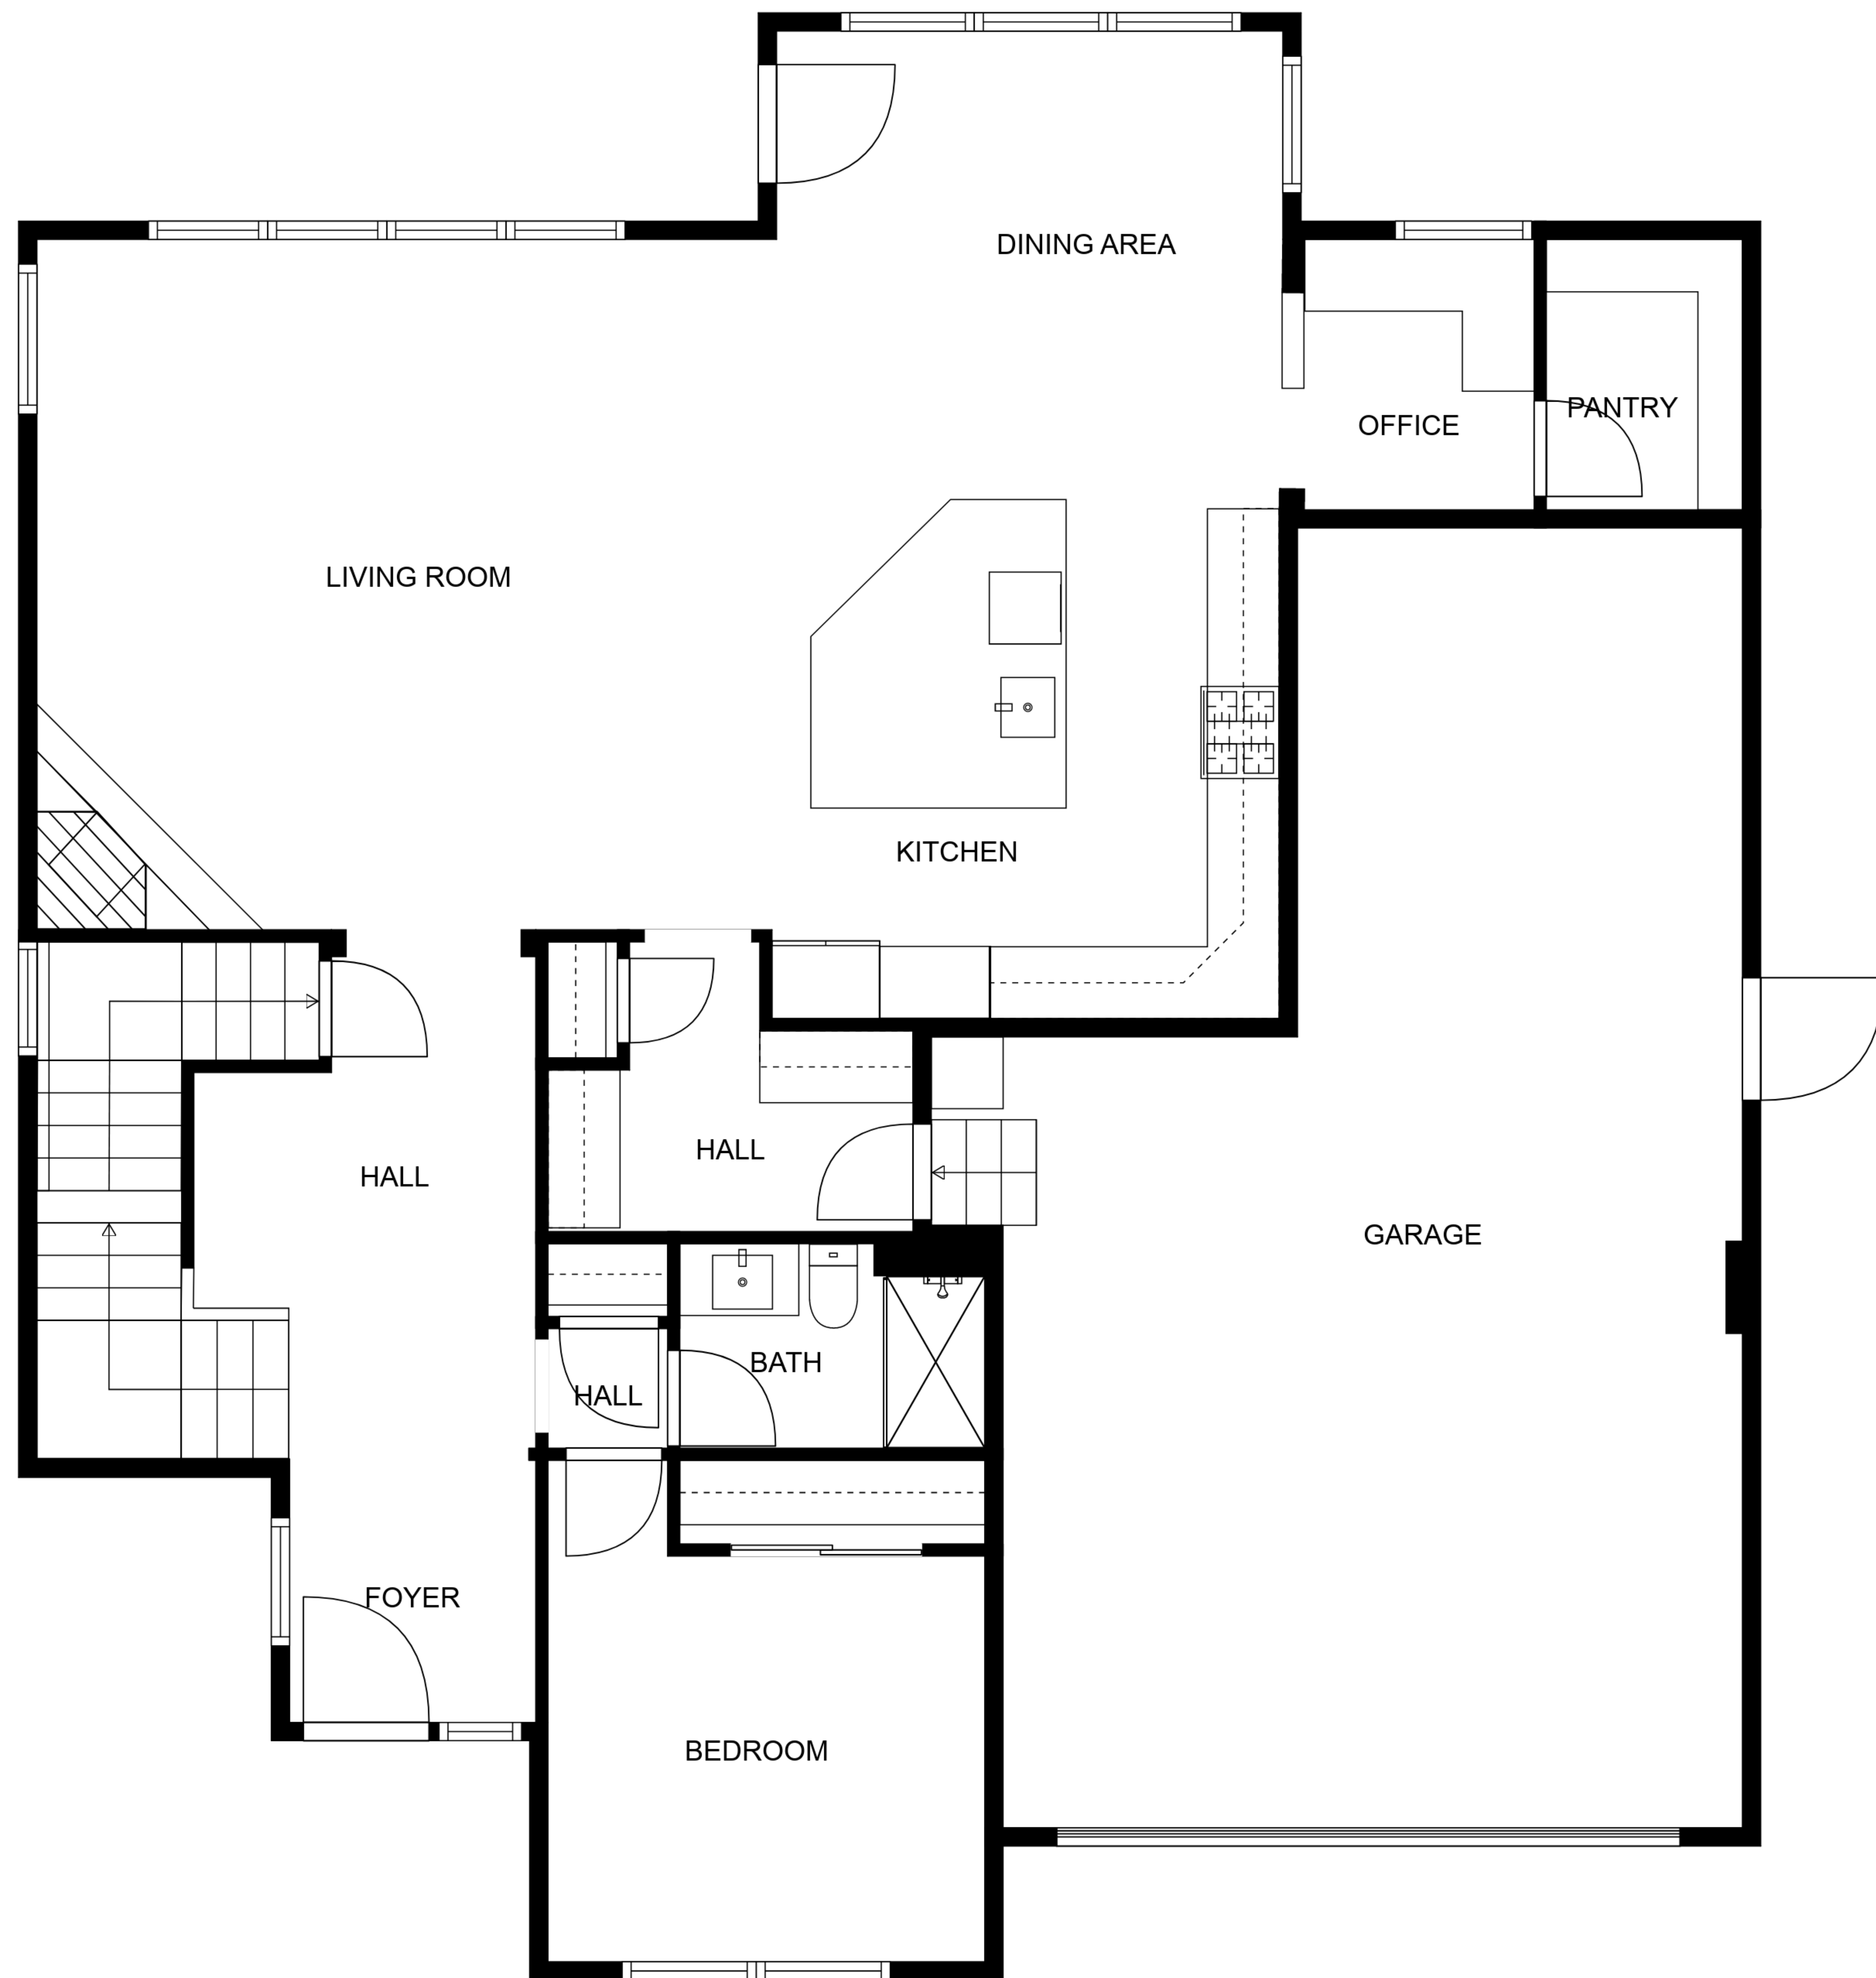 DINING AREA
PANTRY
OFFICE
LIVING ROOM
KITCHEN
HALL
HALL
GARAGE
BATH
HALL
FOYER
BEDROOM